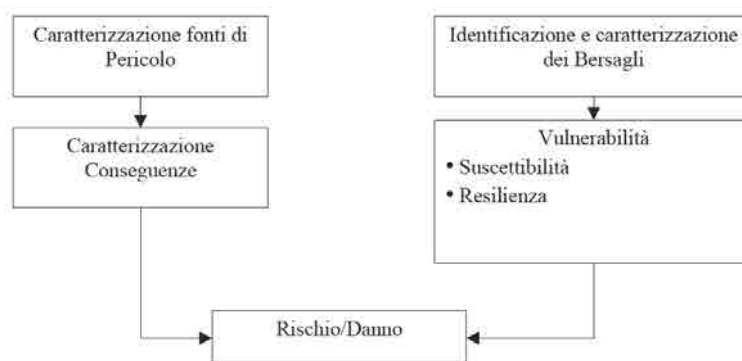 Caratterizzazione fonti di
Pericolo
Identificazione e caratterizzazione
dei Bersagli
Caratterizzazione
Conseguenze
Vulnerabilità
• Suscettibilità
• Resilienza
Rischio/Danno